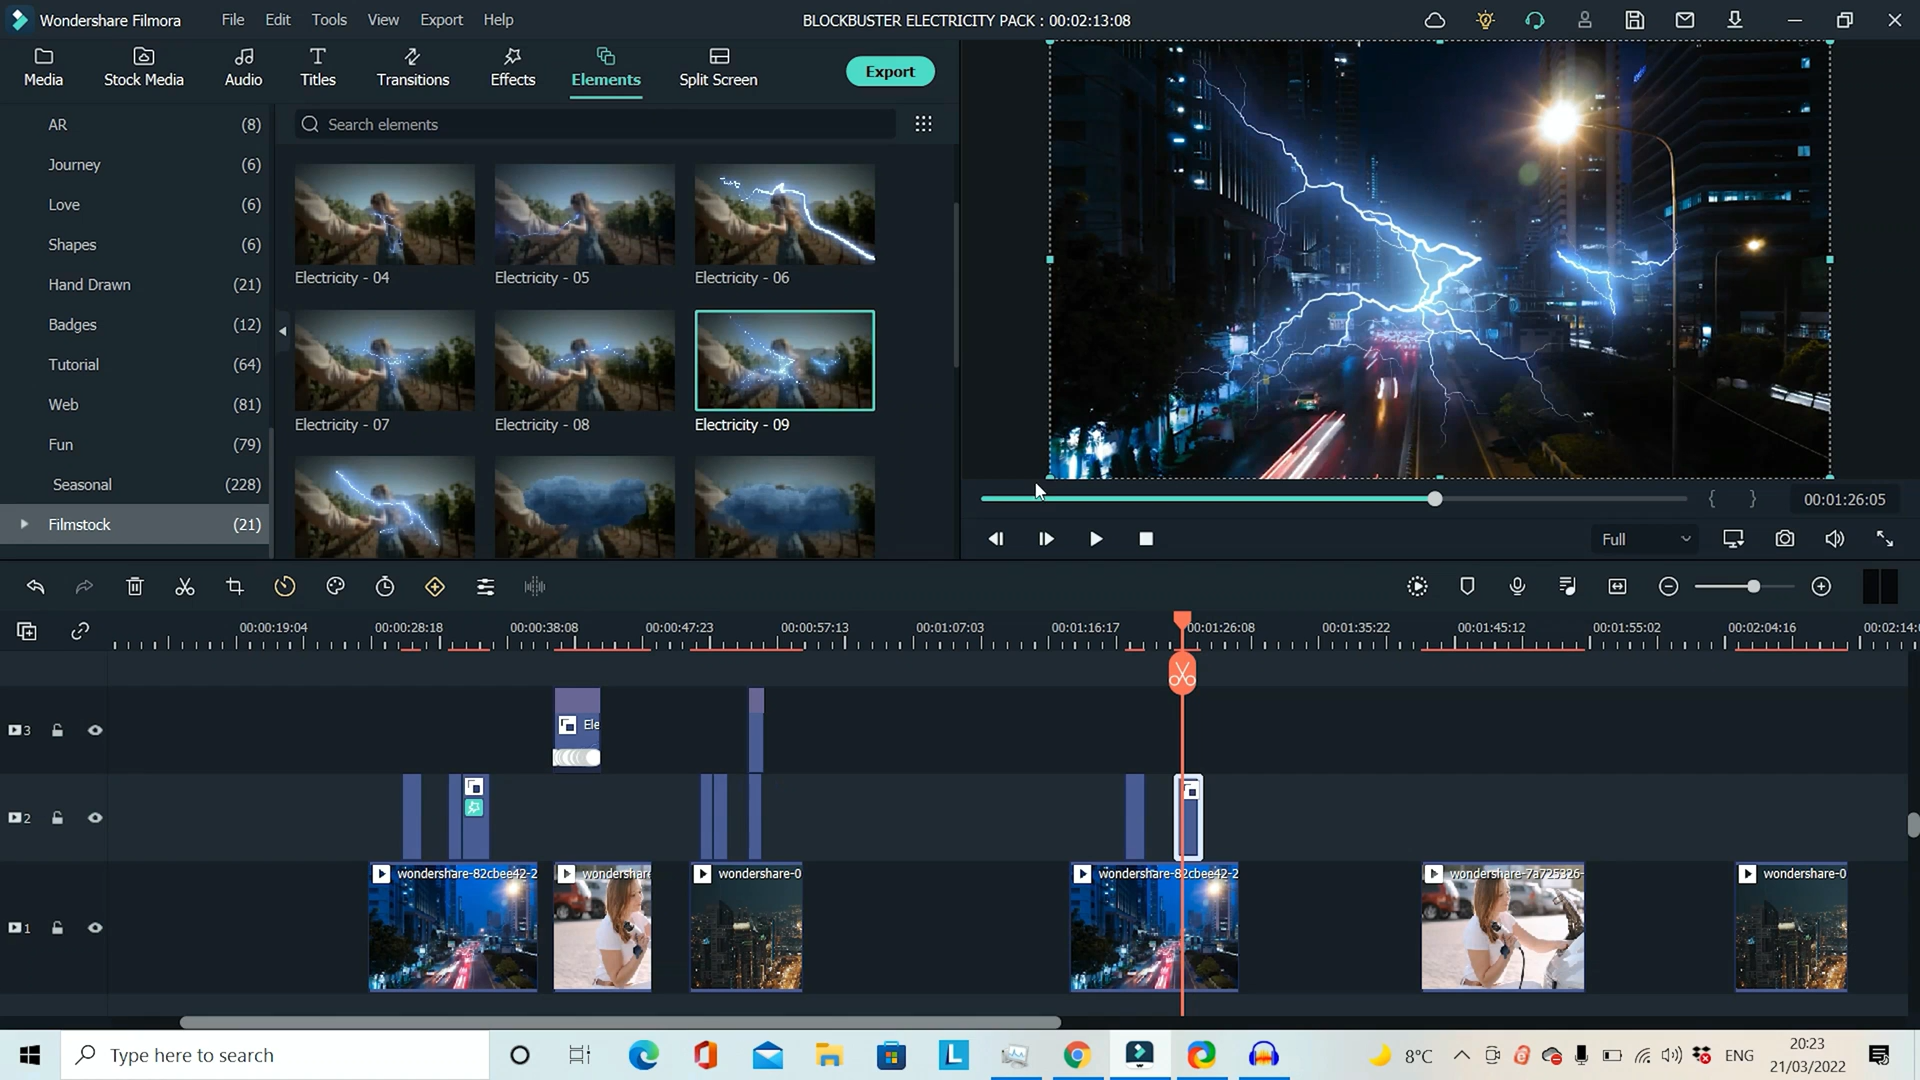 Wondershare Filmora
File
Edit
Tools
View
Export
Help
BLOCKBUSTER ELECTRICITY PACK : 00:02:13:08
Media
Stock Media
Audio
Titles
Transitions
Effects
Elements
Split Screen
Export
AR (8)
Journey (6)
Love (6)
Shapes (6)
Hand Drawn (21)
Badges (12)
Tutorial (64)
Web (81)
Fun (79)
Seasonal (228)
Filmstock (21)
Search elements
Electricity - 04
Electricity - 05
Electricity - 06
Electricity - 07
Electricity - 08
Electricity - 09
{ }
00:01:26:05
Full
00:00:19:04
00:00:28:18
00:00:38:08
00:00:47:23
00:00:57:13
00:01:07:03
00:01:16:17
00:01:26:08
00:01:35:22
00:01:45:12
00:01:55:02
00:02:04:16
00:02:14:
3
Ele
2
1
wondershare-82cbee42-2
wondershare
wondershare-0
wondershare-82cbee42-2
wondershare-7a725326-
wondershare-0
Type here to search
L
8°C
ENG
20:23
21/03/2022